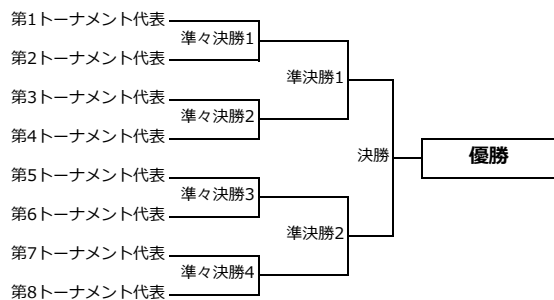 第1トーナメント代表
準々決勝1
第2トーナメント代表
準決勝1
第3トーナメント代表
準々決勝2
第4トーナメント代表
決勝
優勝
第5トーナメント代表
準々決勝3
第6トーナメント代表
準決勝2
第7トーナメント代表
準々決勝4
第8トーナメント代表